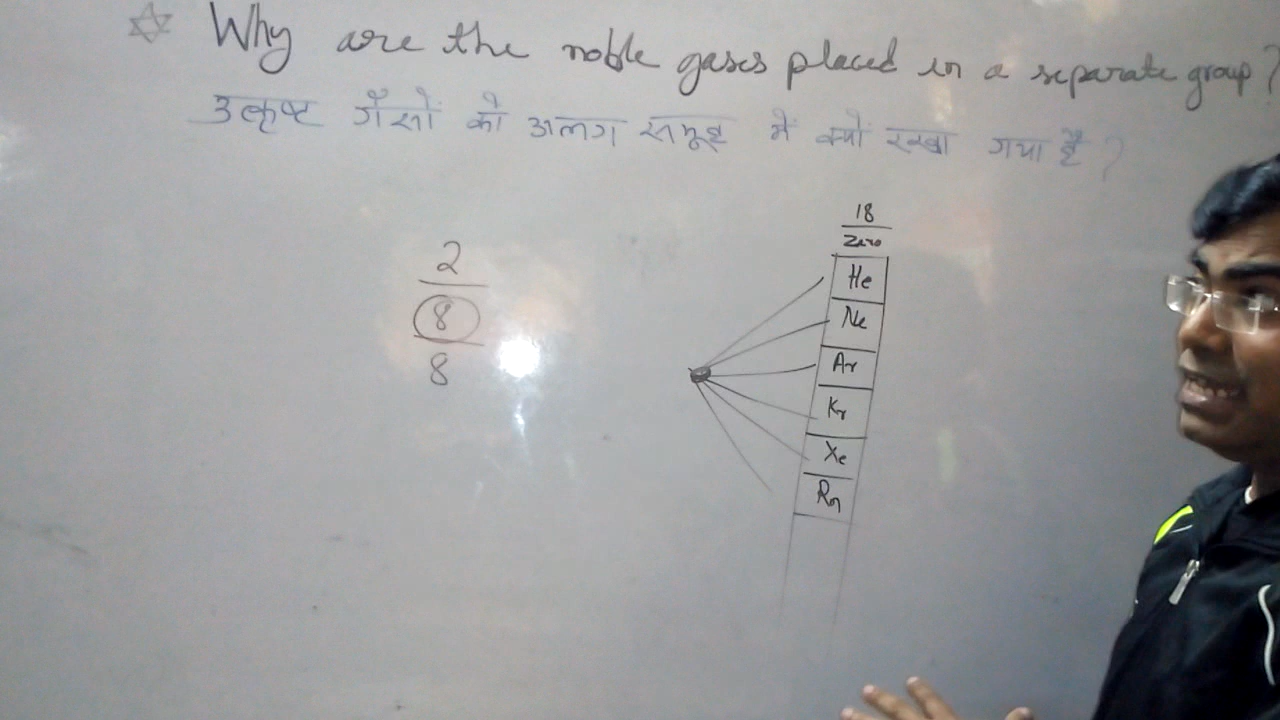 Why are the noble gases placed in a separate group?
उत्कृष्ट गैसों को अलग समूह में क्यों रखा गया है?
2
8
8
18
Zero
He
Ne
Ar
Kr
Xe
Rn